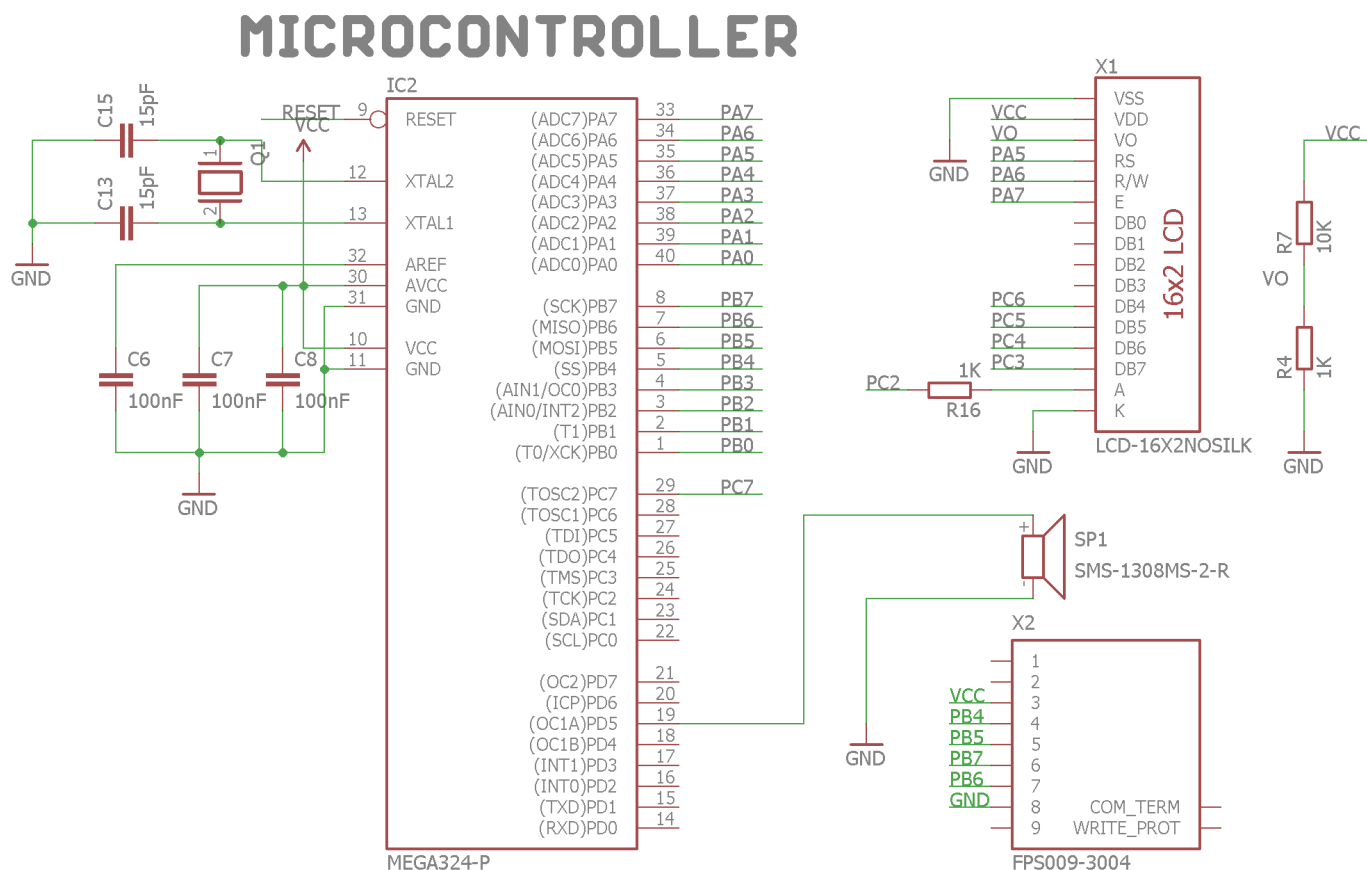 MICROCONTROLLER
C15
15pF
C13
15pF
Q1
1
2
GND
RESET
VCC
IC2
9 RESET
12 XTAL2
13 XTAL1
32 AREF
30 AVCC
31 GND
10 VCC
11 GND
C6
100nF
C7
100nF
C8
100nF
GND
(ADC7)PA7 33 PA7
(ADC6)PA6 34 PA6
(ADC5)PA5 35 PA5
(ADC4)PA4 36 PA4
(ADC3)PA3 37 PA3
(ADC2)PA2 38 PA2
(ADC1)PA1 39 PA1
(ADC0)PA0 40 PA0
(SCK)PB7 8 PB7
(MISO)PB6 7 PB6
(MOSI)PB5 6 PB5
(SS)PB4 5 PB4
(AIN1/OC0)PB3 4 PB3
(AIN0/INT2)PB2 3 PB2
(T1)PB1 2 PB1
(T0/XCK)PB0 1 PB0
(TOSC2)PC7 29 PC7
(TOSC1)PC6 28
(TDI)PC5 27
(TDO)PC4 26
(TMS)PC3 25
(TCK)PC2 24
(SDA)PC1 23
(SCL)PC0 22
(OC2)PD7 21
(ICP)PD6 20
(OC1A)PD5 19
(OC1B)PD4 18
(INT1)PD3 17
(INT0)PD2 16
(TXD)PD1 15
(RXD)PD0 14
MEGA324-P
X1
VSS
VCC VDD
VO VO
PA5 RS
PA6 R/W
PA7 E
DB0
DB1
DB2
DB3
PC6 DB4
PC5 DB5
PC4 DB6
PC3 DB7
A
K
16x2 LCD
GND
PC2
1K
R16
GND
LCD-16X2NOSILK
VCC
R7
10K
VO
R4
1K
GND
+
-
SP1
SMS-1308MS-2-R
GND
X2
1
2
VCC 3
PB4 4
PB5 5
PB7 6
PB6 7
GND 8 COM_TERM
9 WRITE_PROT
FPS009-3004